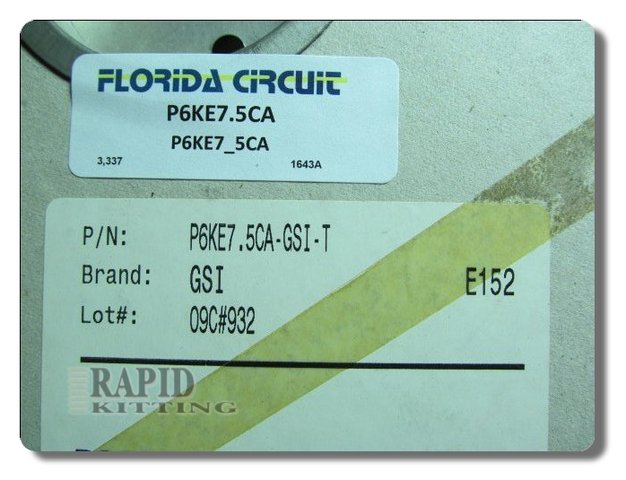 FLORIDA CIRCUIT
P6KE7.5CA
P6KE7_5CA
3,337 1643A
P/N: P6KE7.5CA-GSI-T
Brand: GSI E152
Lot#: 09C#932
RAPID
KITTING